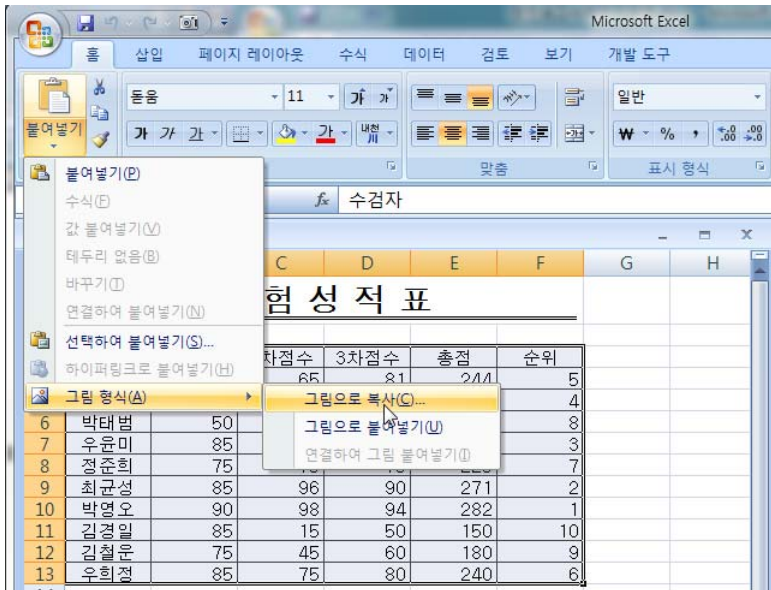 Microsoft Excel
홈 삽입 페이지 레이아웃 수식 데이터 검토 보기 개발 도구
붙여넣기 돋움 11 가 가 일반
가 가 가 가 내천 川 ₩ % ,
맞춤 표시 형식
붙여넣기(P)
수식(F)
값 붙여넣기(V)
테두리 없음(B)
바꾸기(T)
연결하여 붙여넣기(N)
선택하여 붙여넣기(S)...
하이퍼링크로 붙여넣기(H)
그림 형식(A)
그림으로 복사(C)...
그림으로 붙여넣기(U)
연결하여 그림 붙여넣기(I)
fx 수검자
C D E F G H
험 성 적 표
차점수 3차점수 총점 순위
65 81 244 5
4
6 박태범 50 8
7 우윤미 85 3
8 정준희 75 7
9 최균성 85 96 90 271 2
10 박영오 90 98 94 282 1
11 김경일 85 15 50 150 10
12 김철운 75 45 60 180 9
13 우희정 85 75 80 240 6